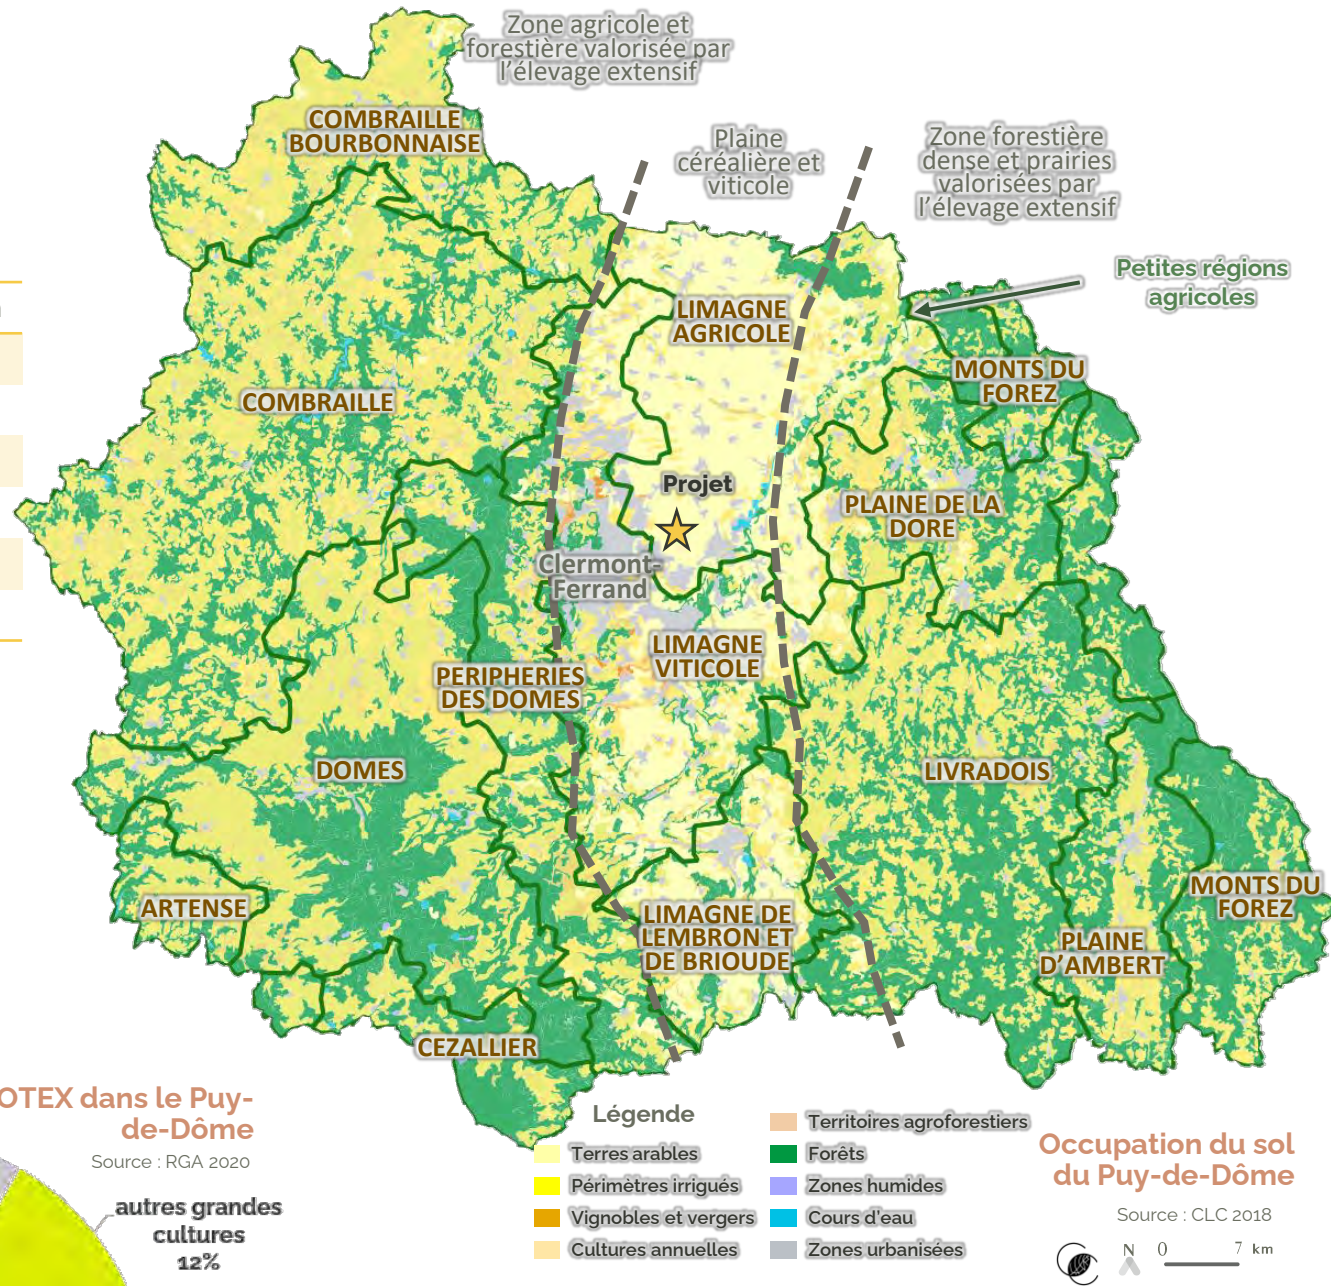 Zone agricole et
forestière valorisée par
l'élevage extensif
Plaine
céréalière et
viticole
Zone forestière
dense et prairies
valorisées par
l'élevage extensif
Petites régions
agricoles
COMBRAILLE
BOURBONNAISE
LIMAGNE
AGRICOLE
MONTS DU
FOREZ
COMBRAILLE
Projet
PLAINE DE LA
DORE
Clermont-
Ferrand
LIMAGNE
VITICOLE
PERIPHERIES
DES DOMES
DOMES
LIVRADOIS
ARTENSE
LIMAGNE DE
LEMBRON ET
DE BRIOUDE
MONTS DU
FOREZ
PLAINE
D'AMBERT
CEZALLIER
OTEX dans le Puy-
de-Dôme
Source : RGA 2020
autres grandes
cultures
12%
Légende
Terres arables
Périmètres irrigués
Vignobles et vergers
Cultures annuelles
Territoires agroforestiers
Forêts
Zones humides
Cours d'eau
Zones urbanisées
Occupation du sol
du Puy-de-Dôme
Source : CLC 2018
N 0 7 km